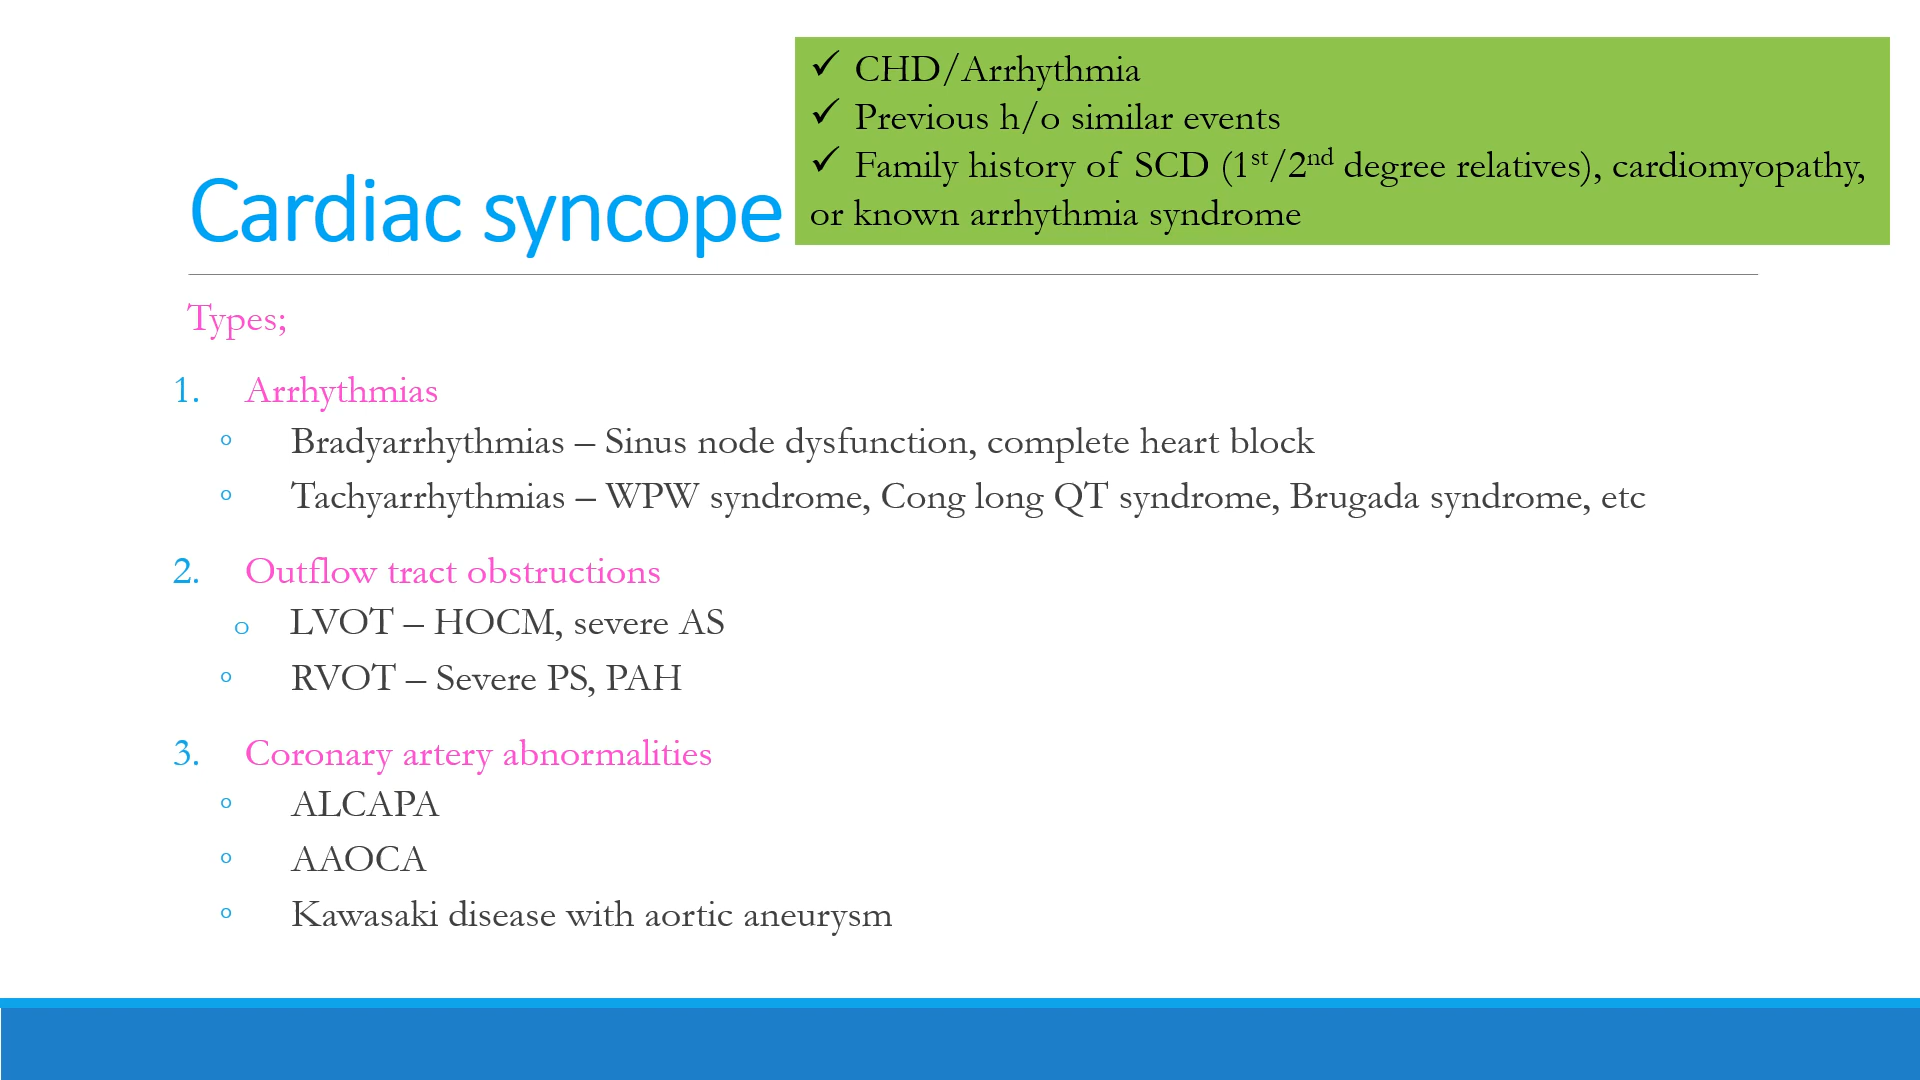 Cardiac syncope
✓ CHD/Arrhythmia
✓ Previous h/o similar events
✓ Family history of SCD (1st/2nd degree relatives), cardiomyopathy,
or known arrhythmia syndrome
Types;
1. Arrhythmias
◦ Bradyarrhythmias – Sinus node dysfunction, complete heart block
◦ Tachyarrhythmias – WPW syndrome, Cong long QT syndrome, Brugada syndrome, etc
2. Outflow tract obstructions
o LVOT – HOCM, severe AS
◦ RVOT – Severe PS, PAH
3. Coronary artery abnormalities
◦ ALCAPA
◦ AAOCA
◦ Kawasaki disease with aortic aneurysm